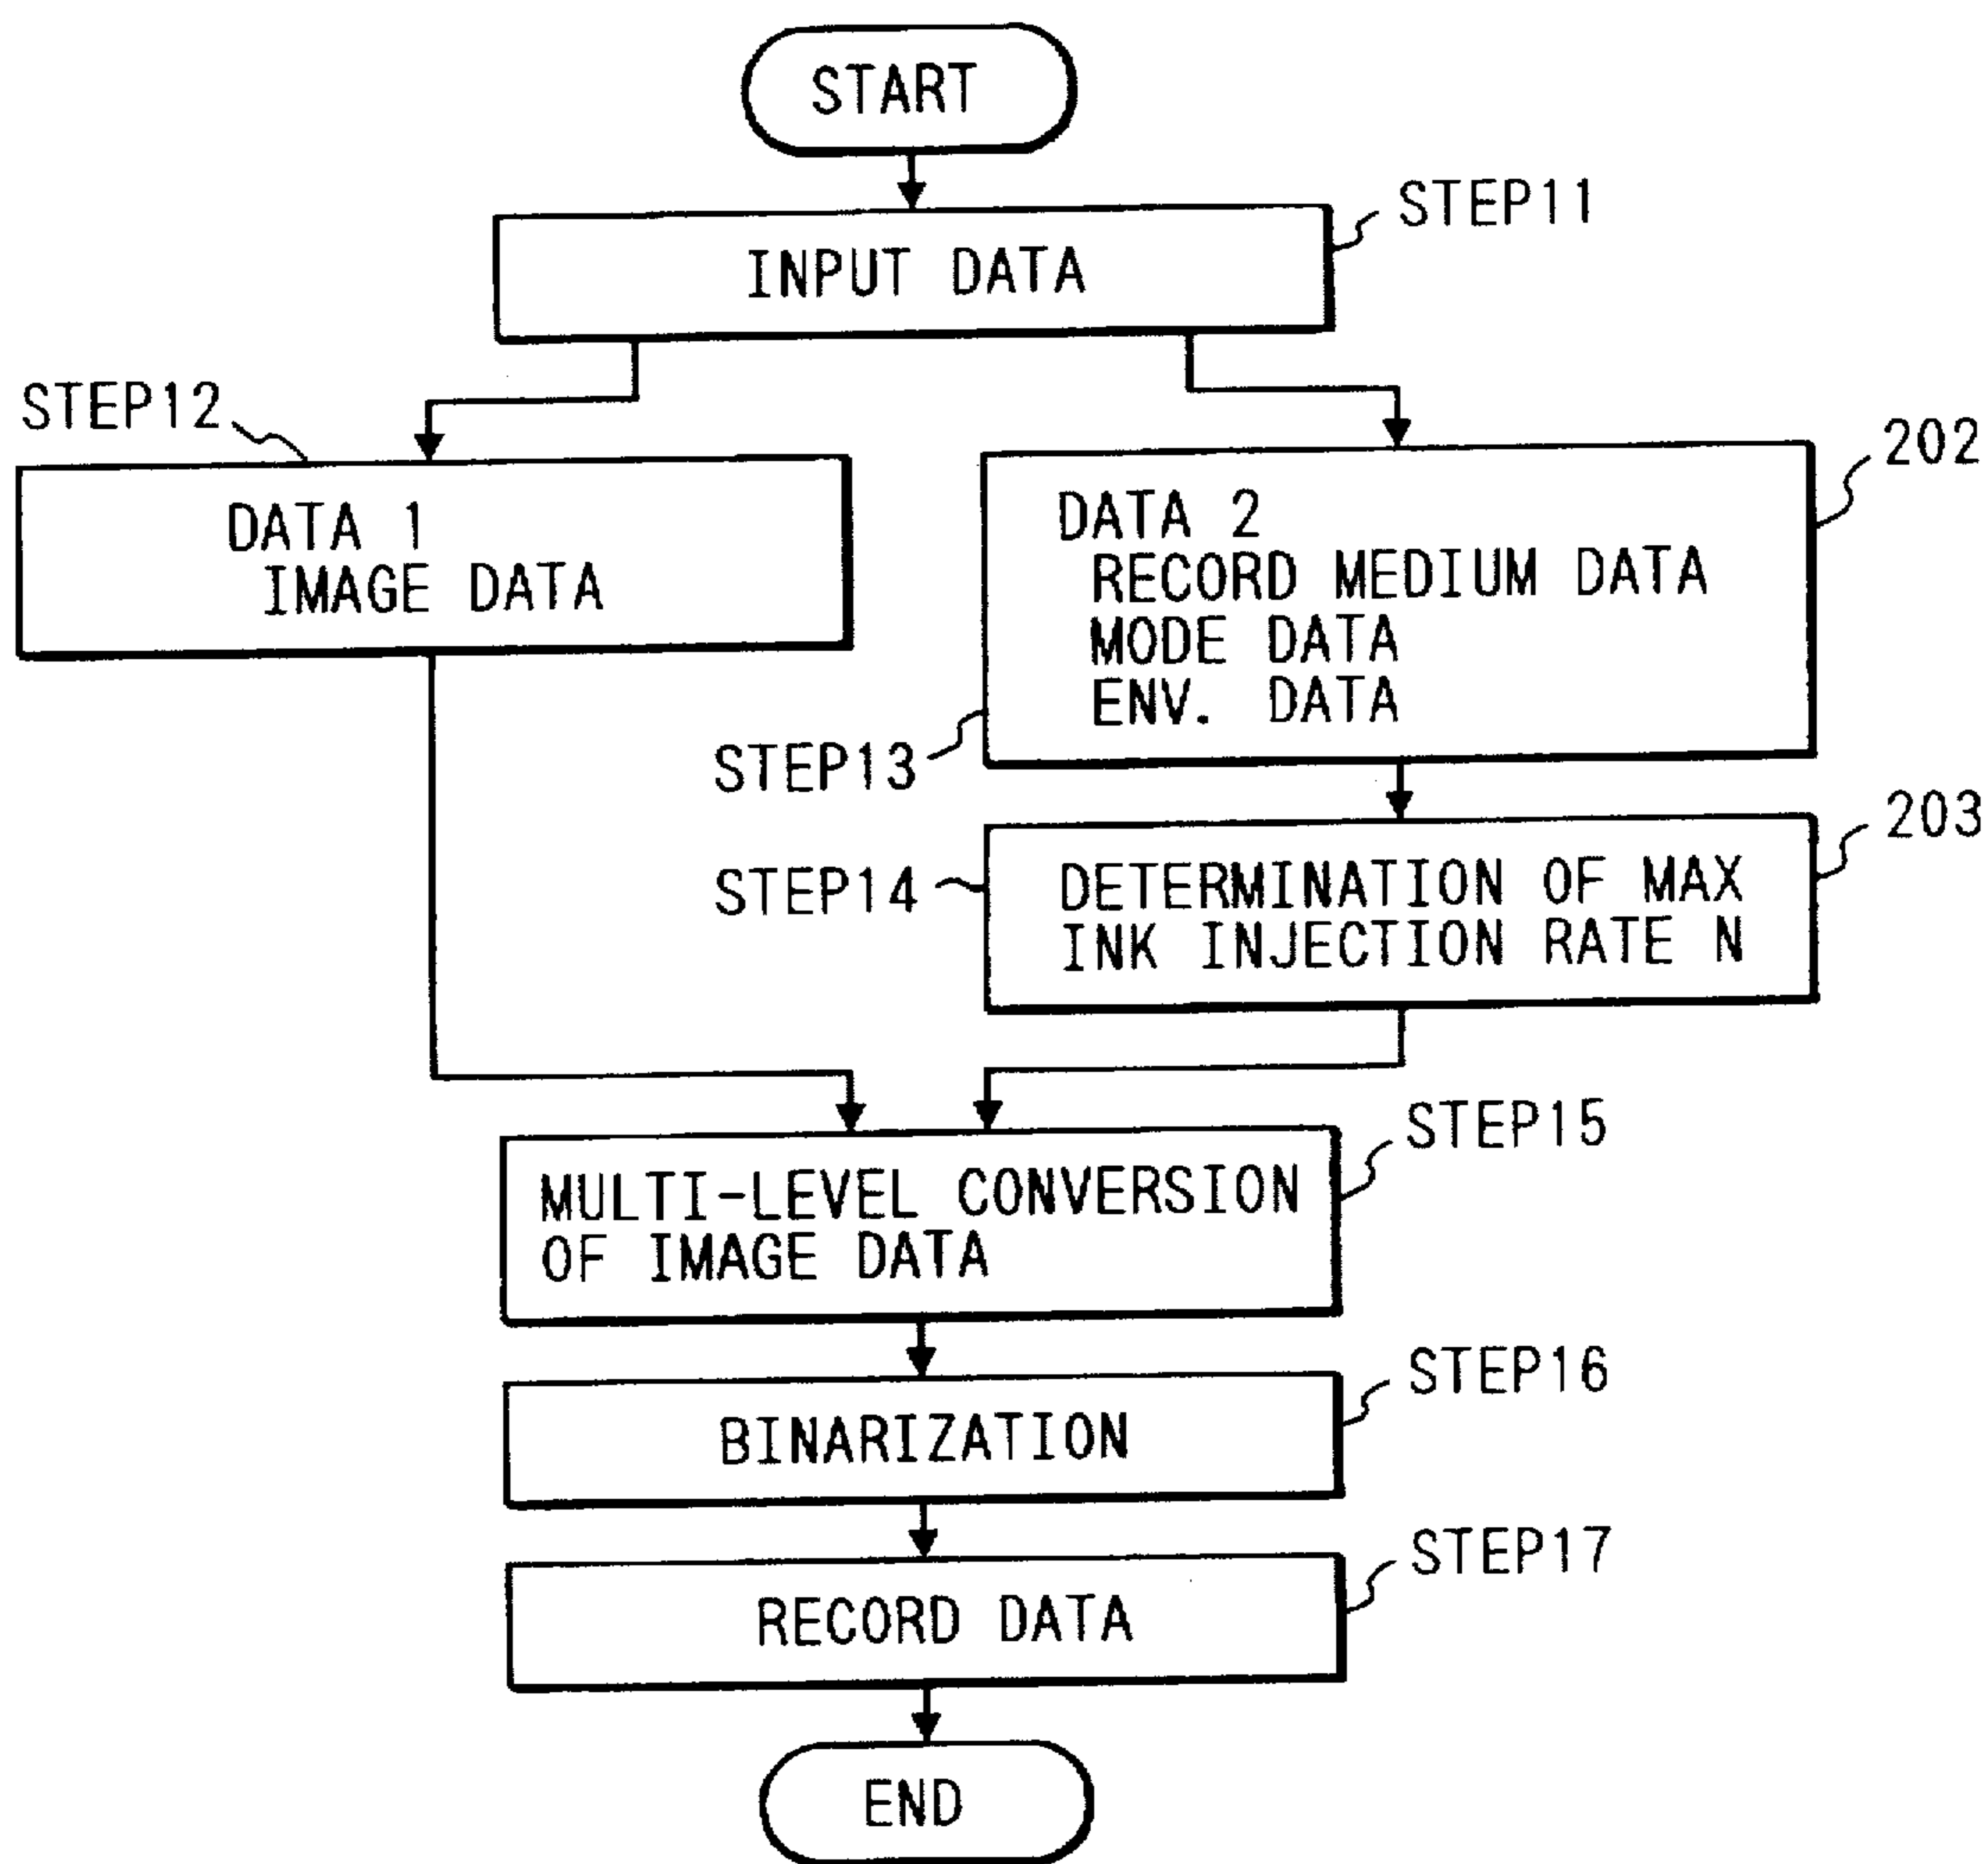 START
STEP11
INPUT DATA
STEP12
DATA 1
IMAGE DATA
202
DATA 2
RECORD MEDIUM DATA
MODE DATA
ENV. DATA
STEP13
203
STEP14
DETERMINATION OF MAX
INK INJECTION RATE N
STEP15
MULTI-LEVEL CONVERSION
OF IMAGE DATA
STEP16
BINARIZATION
STEP17
RECORD DATA
END